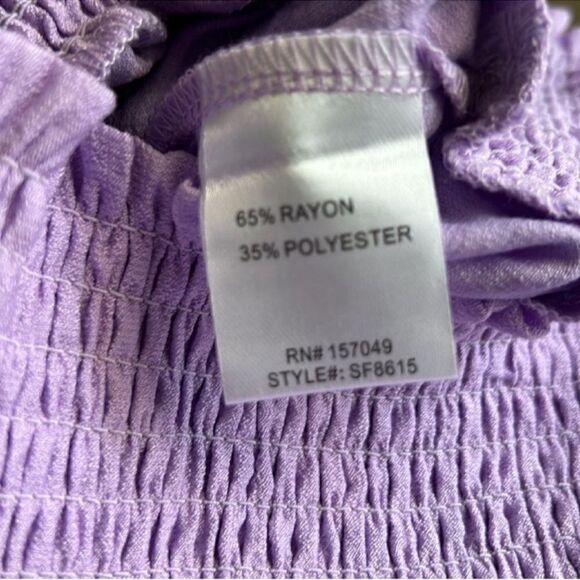 65% RAYON
35% POLYESTER
RN# 157049
STYLE#: SF8615